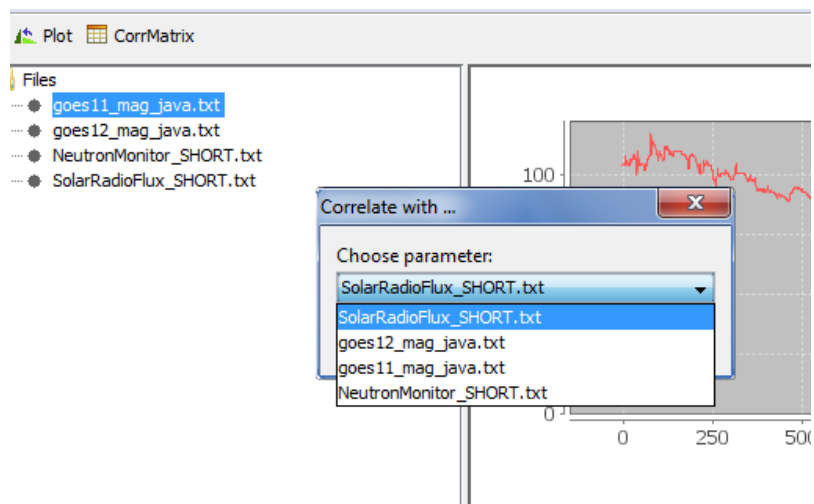 Plot CorrMatrix
Files
goes11_mag_java.txt
goes12_mag_java.txt
NeutronMonitor_SHORT.txt
SolarRadioFlux_SHORT.txt
100
Correlate with ...
Choose parameter:
SolarRadioFlux_SHORT.txt
SolarRadioFlux_SHORT.txt
goes12_mag_java.txt
goes11_mag_java.txt
NeutronMonitor_SHORT.txt
0
0 250 500